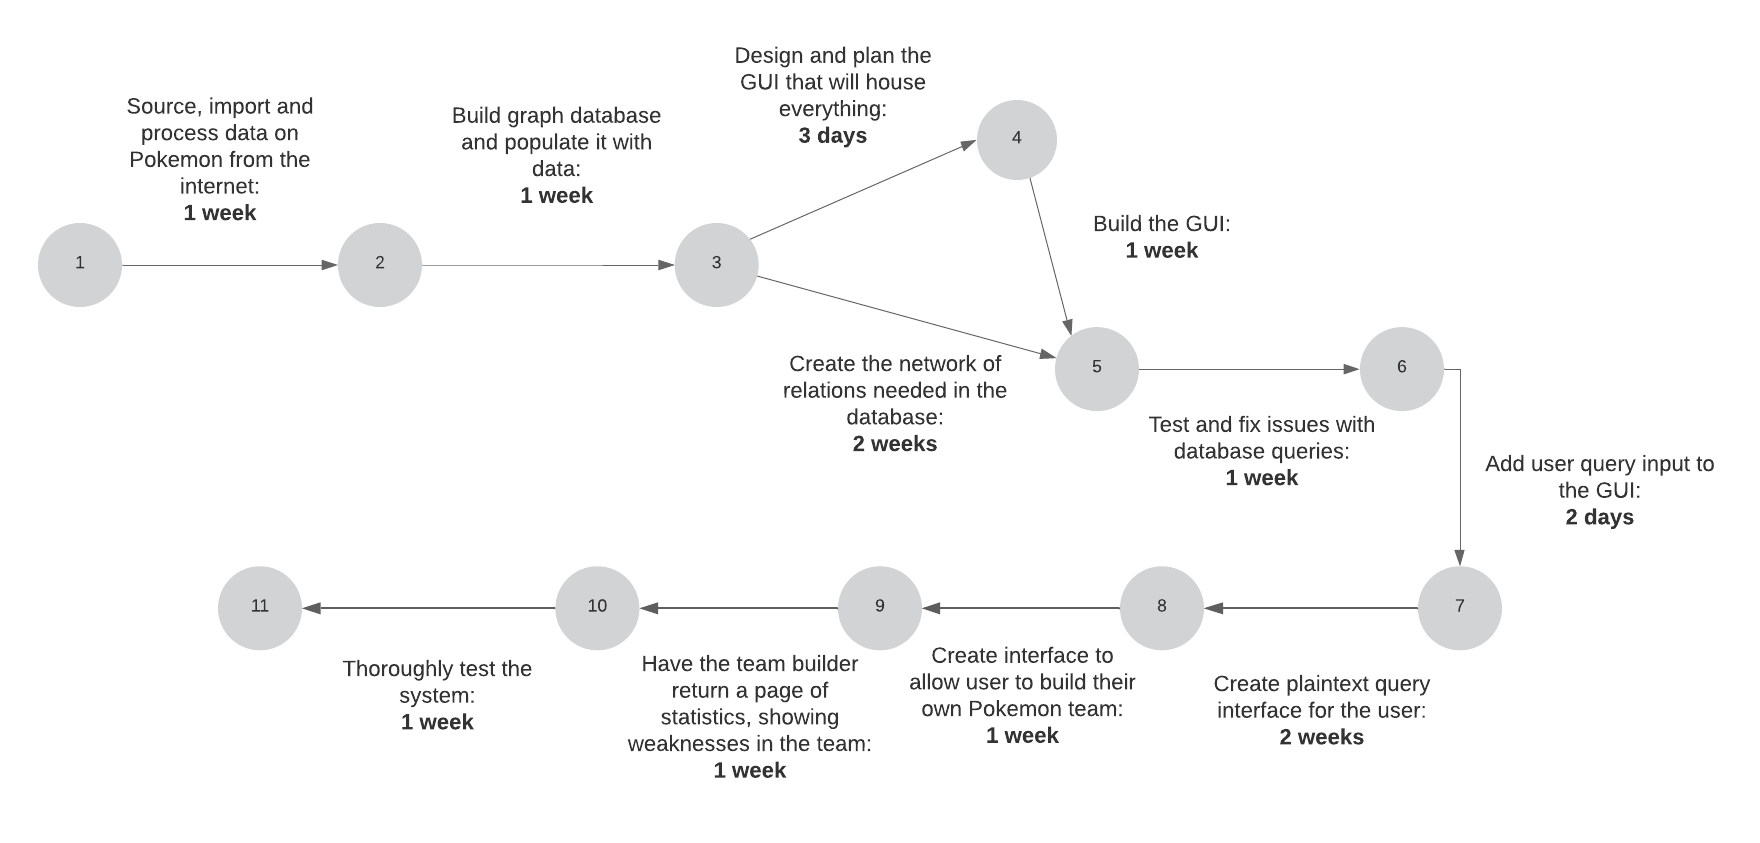 Source, import and
process data on
Pokemon from the
internet:
1 week
Build graph database
and populate it with
data:
1 week
Design and plan the
GUI that will house
everything:
3 days
4
Build the GUI:
1 week
1
2
3
Create the network of
relations needed in the
database:
2 weeks
5
6
Test and fix issues with
database queries:
1 week
Add user query input to
the GUI:
2 days
11
10
9
8
7
Thoroughly test the
system:
1 week
Have the team builder
return a page of
statistics, showing
weaknesses in the team:
1 week
Create interface to
allow user to build their
own Pokemon team:
1 week
Create plaintext query
interface for the user:
2 weeks